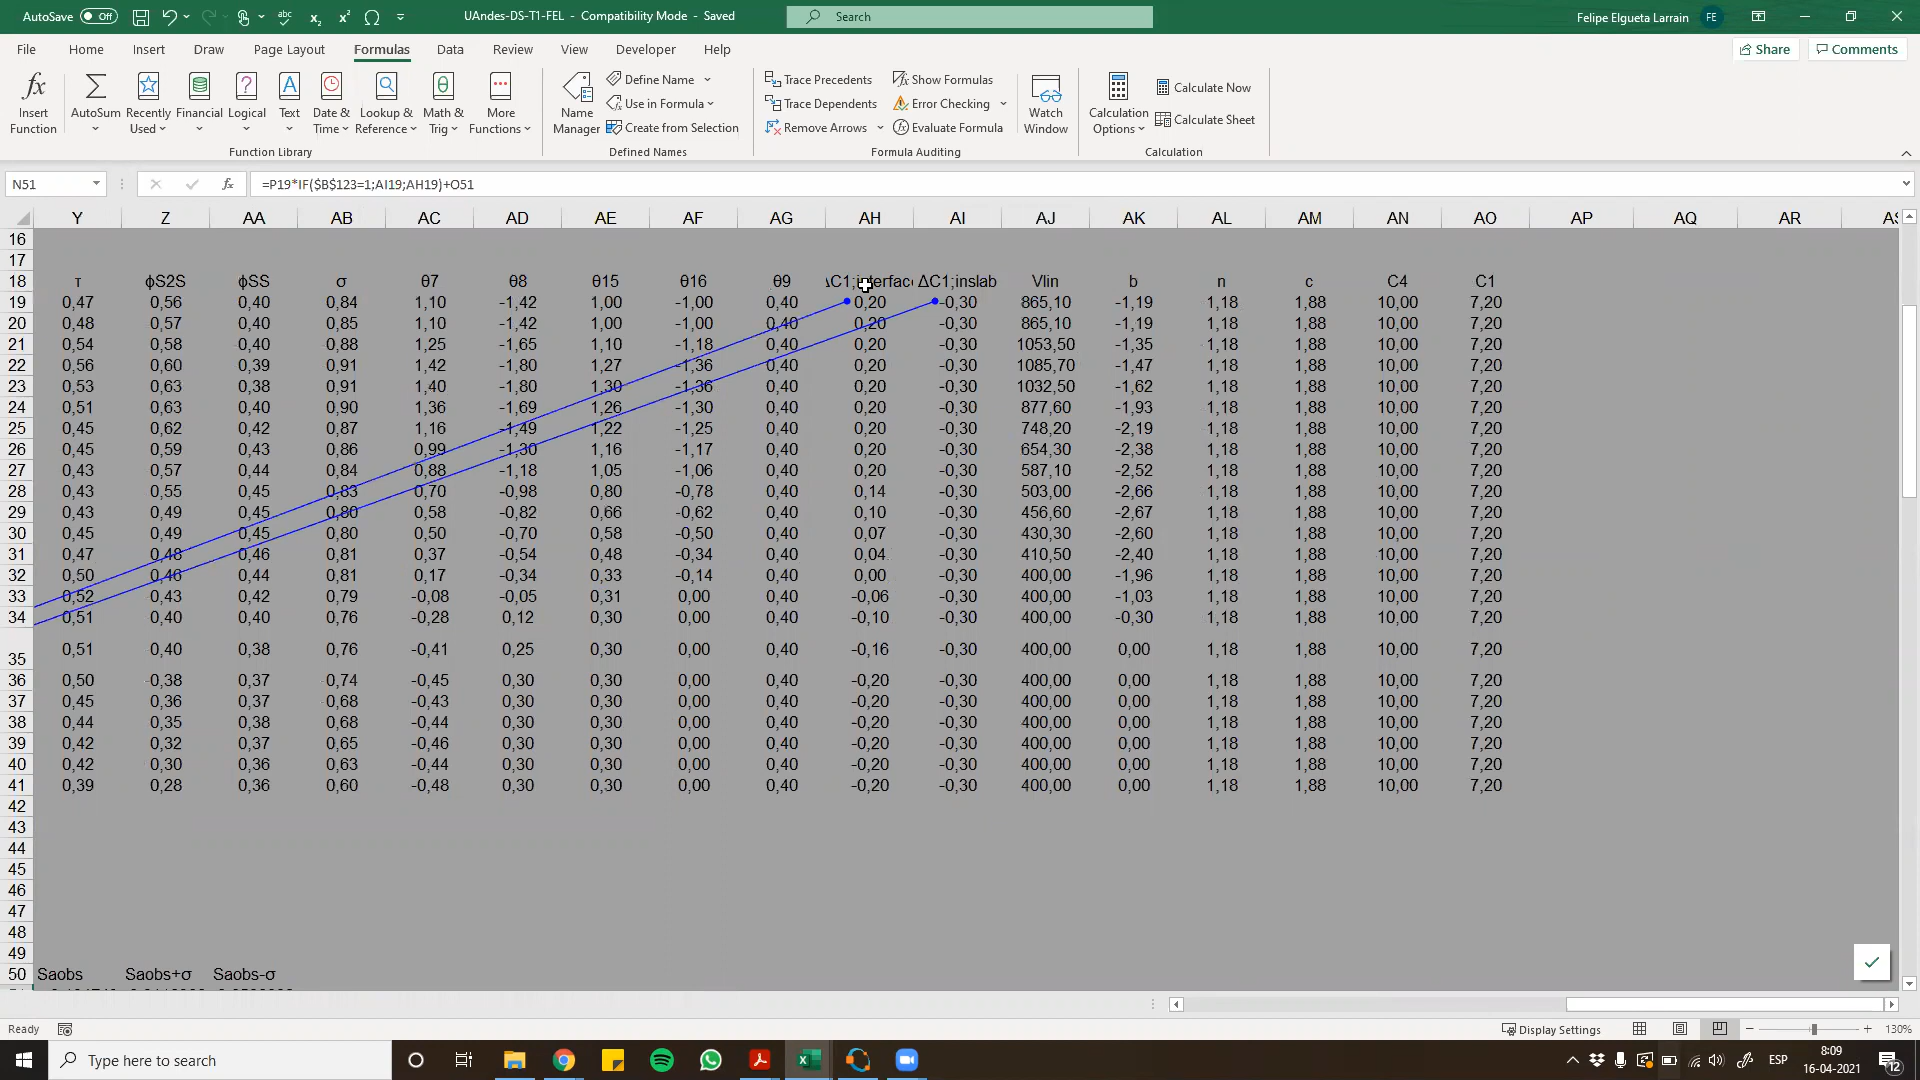 AutoSave Off UAndes-DS-T1-FEL - Compatibility Mode - Saved Search Felipe Elgueta Larrain FE
File Home Insert Draw Page Layout Formulas Data Review View Developer Help Share Comments
Insert Function AutoSum Recently Used Financial Logical Text Date & Time Lookup & Reference Math & Trig More Functions Name Manager Define Name Use in Formula Create from Selection Trace Precedents Trace Dependents Remove Arrows Show Formulas Error Checking Evaluate Formula Watch Window Calculation Options Calculate Now Calculate Sheet
Function Library Defined Names Formula Auditing Calculation
N51 fx =P19*IF($B$123=1;AI19;AH19)+O51
Y Z AA AB AC AD AE AF AG AH AI AJ AK AL AM AN AO AP AQ AR AS
16
17
18 τ ϕS2S ϕSS σ θ7 θ8 θ15 θ16 θ9 ΔC1;interface ΔC1;inslab Vlin b n c C4 C1
19 0,47 0,56 0,40 0,84 1,10 -1,42 1,00 -1,00 0,40 0,20 -0,30 865,10 -1,19 1,18 1,88 10,00 7,20
20 0,48 0,57 0,40 0,85 1,10 -1,42 1,00 -1,00 0,40 0,20 -0,30 865,10 -1,19 1,18 1,88 10,00 7,20
21 0,54 0,58 0,40 0,88 1,25 -1,65 1,10 -1,18 0,40 0,20 -0,30 1053,50 -1,35 1,18 1,88 10,00 7,20
22 0,56 0,60 0,39 0,91 1,42 -1,80 1,27 -1,36 0,40 0,20 -0,30 1085,70 -1,47 1,18 1,88 10,00 7,20
23 0,53 0,63 0,38 0,91 1,40 -1,80 1,30 -1,36 0,40 0,20 -0,30 1032,50 -1,62 1,18 1,88 10,00 7,20
24 0,51 0,63 0,40 0,90 1,36 -1,69 1,26 -1,30 0,40 0,20 -0,30 877,60 -1,93 1,18 1,88 10,00 7,20
25 0,45 0,62 0,42 0,87 1,16 -1,49 1,22 -1,25 0,40 0,20 -0,30 748,20 -2,19 1,18 1,88 10,00 7,20
26 0,45 0,59 0,43 0,86 0,99 -1,30 1,16 -1,17 0,40 0,20 -0,30 654,30 -2,38 1,18 1,88 10,00 7,20
27 0,43 0,57 0,44 0,84 0,88 -1,18 1,05 -1,06 0,40 0,20 -0,30 587,10 -2,52 1,18 1,88 10,00 7,20
28 0,43 0,55 0,45 0,83 0,70 -0,98 0,80 -0,78 0,40 0,14 -0,30 503,00 -2,66 1,18 1,88 10,00 7,20
29 0,43 0,49 0,45 0,80 0,58 -0,82 0,66 -0,62 0,40 0,10 -0,30 456,60 -2,67 1,18 1,88 10,00 7,20
30 0,45 0,49 0,45 0,80 0,50 -0,70 0,58 -0,50 0,40 0,07 -0,30 430,30 -2,60 1,18 1,88 10,00 7,20
31 0,47 0,48 0,46 0,81 0,37 -0,54 0,48 -0,34 0,40 0,04 -0,30 410,50 -2,40 1,18 1,88 10,00 7,20
32 0,50 0,46 0,44 0,81 0,17 -0,34 0,33 -0,14 0,40 0,00 -0,30 400,00 -1,96 1,18 1,88 10,00 7,20
33 0,52 0,43 0,42 0,79 -0,08 -0,05 0,31 0,00 0,40 -0,06 -0,30 400,00 -1,03 1,18 1,88 10,00 7,20
34 0,51 0,40 0,40 0,76 -0,28 0,12 0,30 0,00 0,40 -0,10 -0,30 400,00 -0,30 1,18 1,88 10,00 7,20
35 0,51 0,40 0,38 0,76 -0,41 0,25 0,30 0,00 0,40 -0,16 -0,30 400,00 0,00 1,18 1,88 10,00 7,20
36 0,50 0,38 0,37 0,74 -0,45 0,30 0,30 0,00 0,40 -0,20 -0,30 400,00 0,00 1,18 1,88 10,00 7,20
37 0,45 0,36 0,37 0,68 -0,43 0,30 0,30 0,00 0,40 -0,20 -0,30 400,00 0,00 1,18 1,88 10,00 7,20
38 0,44 0,35 0,38 0,68 -0,44 0,30 0,30 0,00 0,40 -0,20 -0,30 400,00 0,00 1,18 1,88 10,00 7,20
39 0,42 0,32 0,37 0,65 -0,46 0,30 0,30 0,00 0,40 -0,20 -0,30 400,00 0,00 1,18 1,88 10,00 7,20
40 0,42 0,30 0,36 0,63 -0,44 0,30 0,30 0,00 0,40 -0,20 -0,30 400,00 0,00 1,18 1,88 10,00 7,20
41 0,39 0,28 0,36 0,60 -0,48 0,30 0,30 0,00 0,40 -0,20 -0,30 400,00 0,00 1,18 1,88 10,00 7,20
42
43
44
45
46
47
48
49
50 Saobs Saobs+σ Saobs-σ
Ready Display Settings 130%
Type here to search ESP 8:09
16-04-2021 12